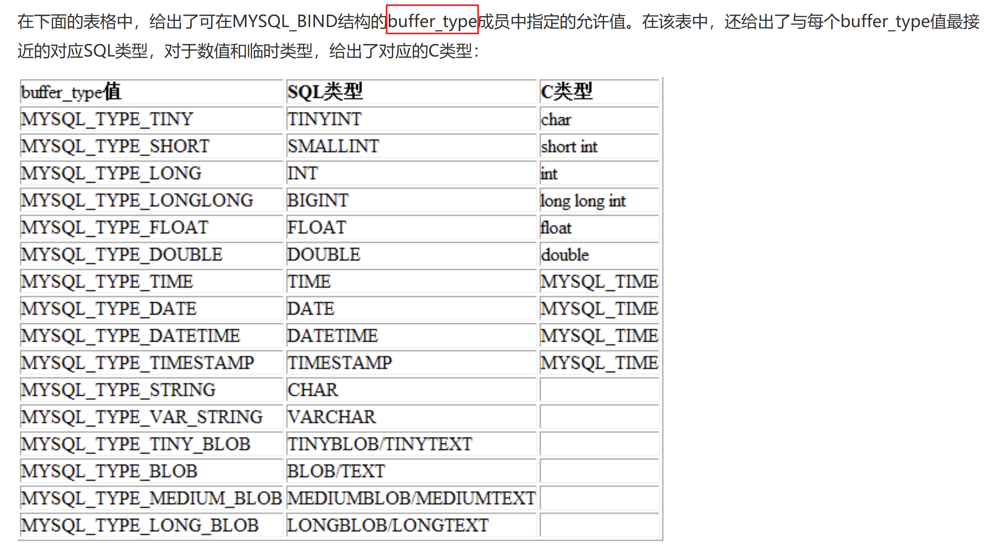 在下面的表格中，给出了可在MYSQL_BIND结构的buffer_type成员中指定的允许值。在该表中，还给出了与每个buffer_type值最接
近的对应SQL类型，对于数值和临时类型，给出了对应的C类型：
buffer_type值 SQL类型 C类型
MYSQL_TYPE_TINY TINYINT char
MYSQL_TYPE_SHORT SMALLINT short int
MYSQL_TYPE_LONG INT int
MYSQL_TYPE_LONGLONG BIGINT long long int
MYSQL_TYPE_FLOAT FLOAT float
MYSQL_TYPE_DOUBLE DOUBLE double
MYSQL_TYPE_TIME TIME MYSQL_TIME
MYSQL_TYPE_DATE DATE MYSQL_TIME
MYSQL_TYPE_DATETIME DATETIME MYSQL_TIME
MYSQL_TYPE_TIMESTAMP TIMESTAMP MYSQL_TIME
MYSQL_TYPE_STRING CHAR
MYSQL_TYPE_VAR_STRING VARCHAR
MYSQL_TYPE_TINY_BLOB TINYBLOB/TINYTEXT
MYSQL_TYPE_BLOB BLOB/TEXT
MYSQL_TYPE_MEDIUM_BLOB MEDIUMBLOB/MEDIUMTEXT
MYSQL_TYPE_LONG_BLOB LONGBLOB/LONGTEXT